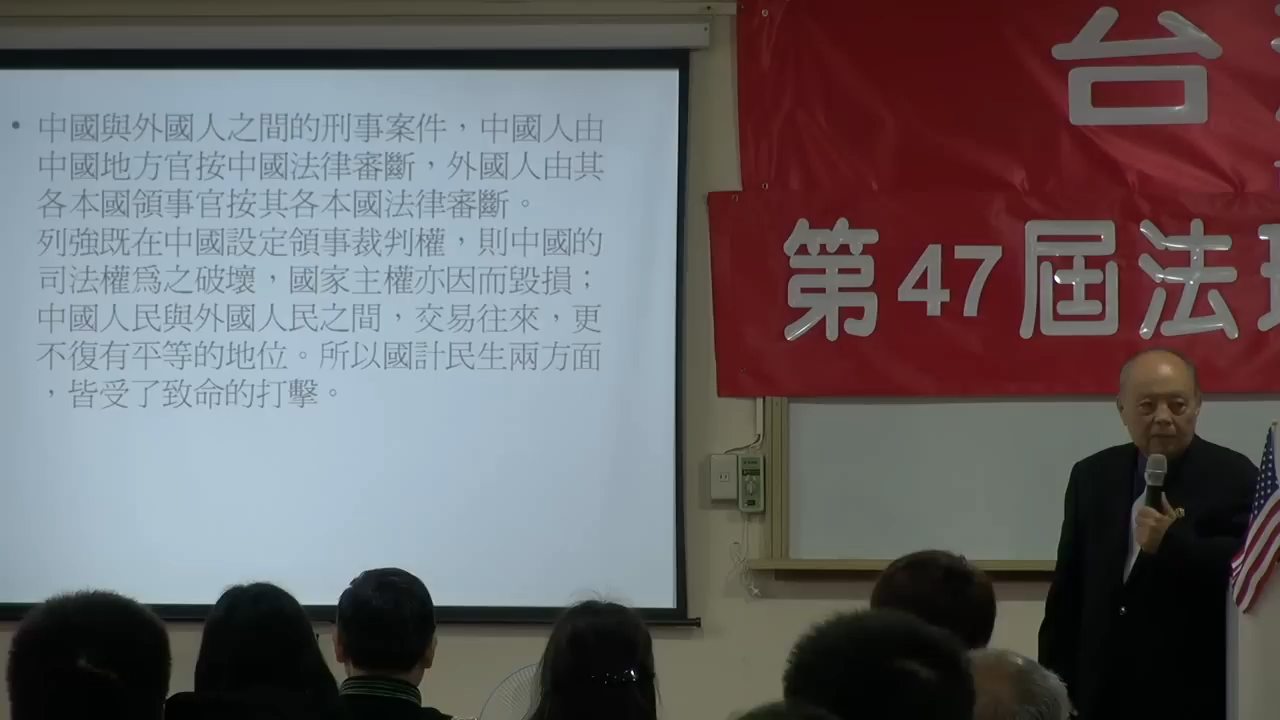 • 中國與外國人之間的刑事案件，中國人由
中國地方官按中國法律審斷，外國人由其
各本國領事官按其各本國法律審斷。
列強既在中國設定領事裁判權，則中國的
司法權爲之破壞，國家主權亦因而毀損；
中國人民與外國人民之間，交易往來，更
不復有平等的地位。所以國計民生兩方面
，皆受了致命的打擊。
台
第47屆法